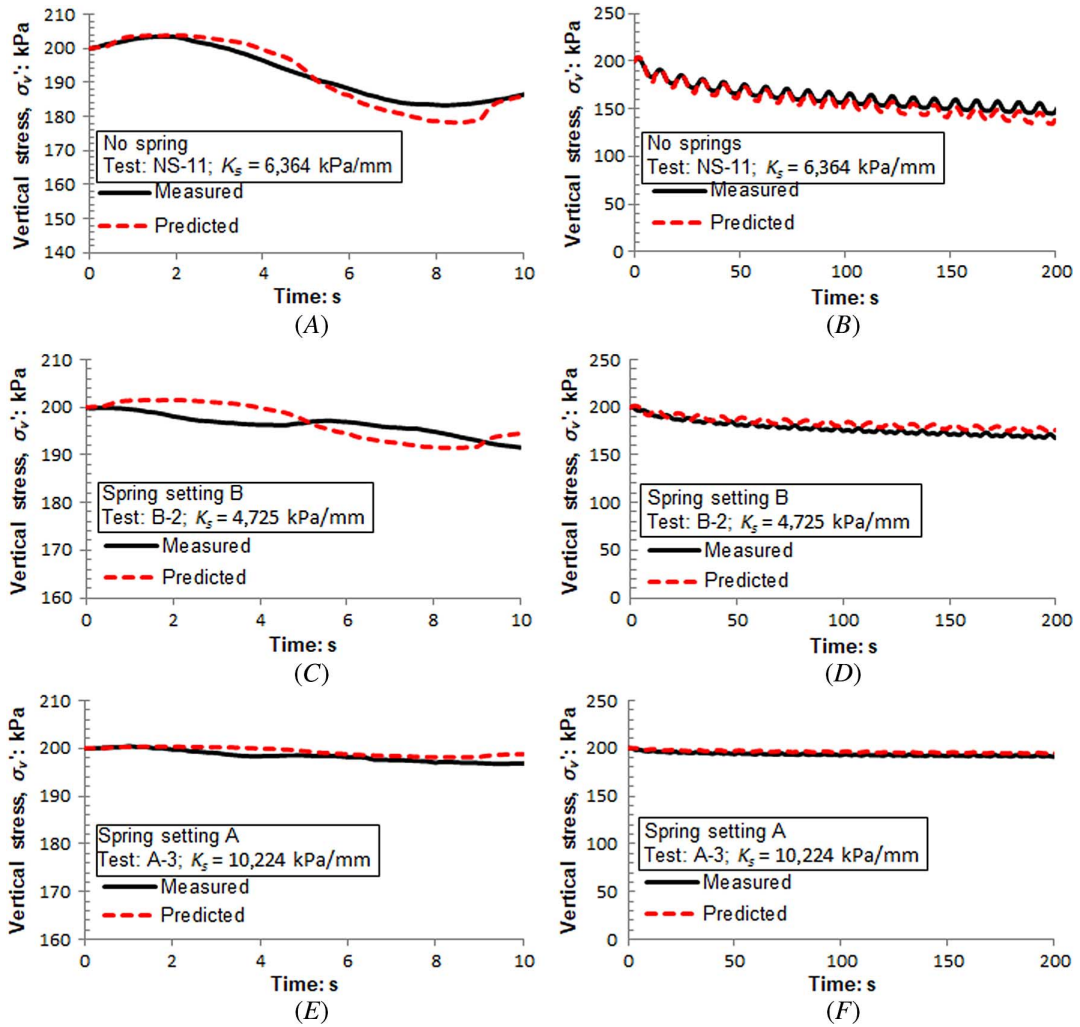 Vertical stress, σv': kPa
210
200
190
180
170
160
150
140
No spring
Test: NS-11; Ks = 6,364 kPa/mm
Measured
Predicted
0 2 4 6 8 10
Time: s
(A)
Vertical stress, σv': kPa
250
200
150
100
50
0
No springs
Test: NS-11; Ks = 6,364 kPa/mm
Measured
Predicted
0 50 100 150 200
Time: s
(B)
Vertical stress, σv': kPa
210
200
190
180
170
160
Spring setting B
Test: B-2; Ks = 4,725 kPa/mm
Measured
Predicted
0 2 4 6 8 10
Time: s
(C)
Vertical stress, σv': kPa
250
200
150
100
50
0
Spring setting B
Test: B-2; Ks = 4,725 kPa/mm
Measured
Predicted
0 50 100 150 200
Time: s
(D)
Vertical stress, σv': kPa
210
200
190
180
170
160
Spring setting A
Test: A-3; Ks = 10,224 kPa/mm
Measured
Predicted
0 2 4 6 8 10
Time: s
(E)
Vertical stress, σv': kPa
250
200
150
100
50
0
Spring setting A
Test: A-3; Ks = 10,224 kPa/mm
Measured
Predicted
0 50 100 150 200
Time: s
(F)